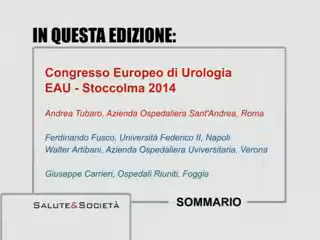 IN QUESTA EDIZIONE:
Congresso Europeo di Urologia
EAU - Stoccolma 2014
Andrea Tubaro, Azienda Ospedaliera Sant'Andrea, Roma
Ferdinando Fusco, Università Federico II, Napoli
Walter Artibani, Azienda Ospedaliera Uviversitaria. Verona
Giuseppe Carrieri, Ospedali Riuniti, Foggia
SALUTE&SOCIETÀ
SOMMARIO